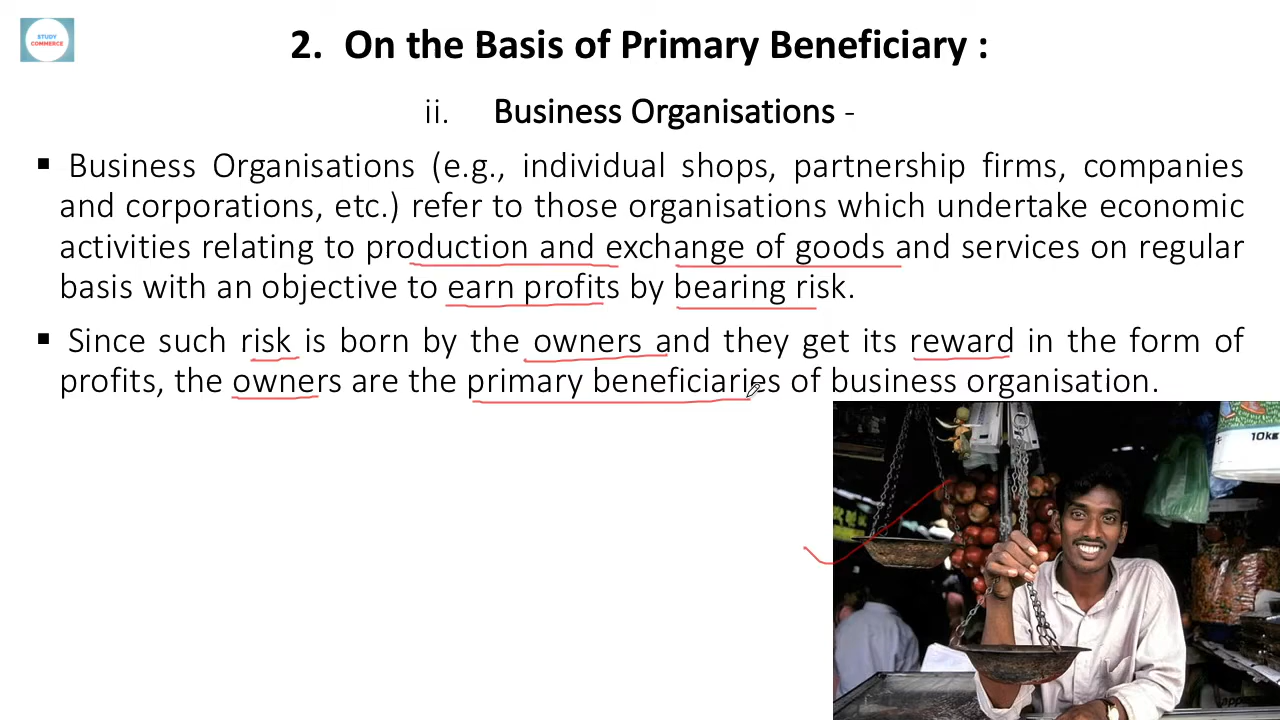 STUDY
COMMERCE
2. On the Basis of Primary Beneficiary :
ii. Business Organisations -
▪ Business Organisations (e.g., individual shops, partnership firms, companies
and corporations, etc.) refer to those organisations which undertake economic
activities relating to production and exchange of goods and services on regular
basis with an objective to earn profits by bearing risk.
▪ Since such risk is born by the owners and they get its reward in the form of
profits, the owners are the primary beneficiaries of business organisation.
10kg